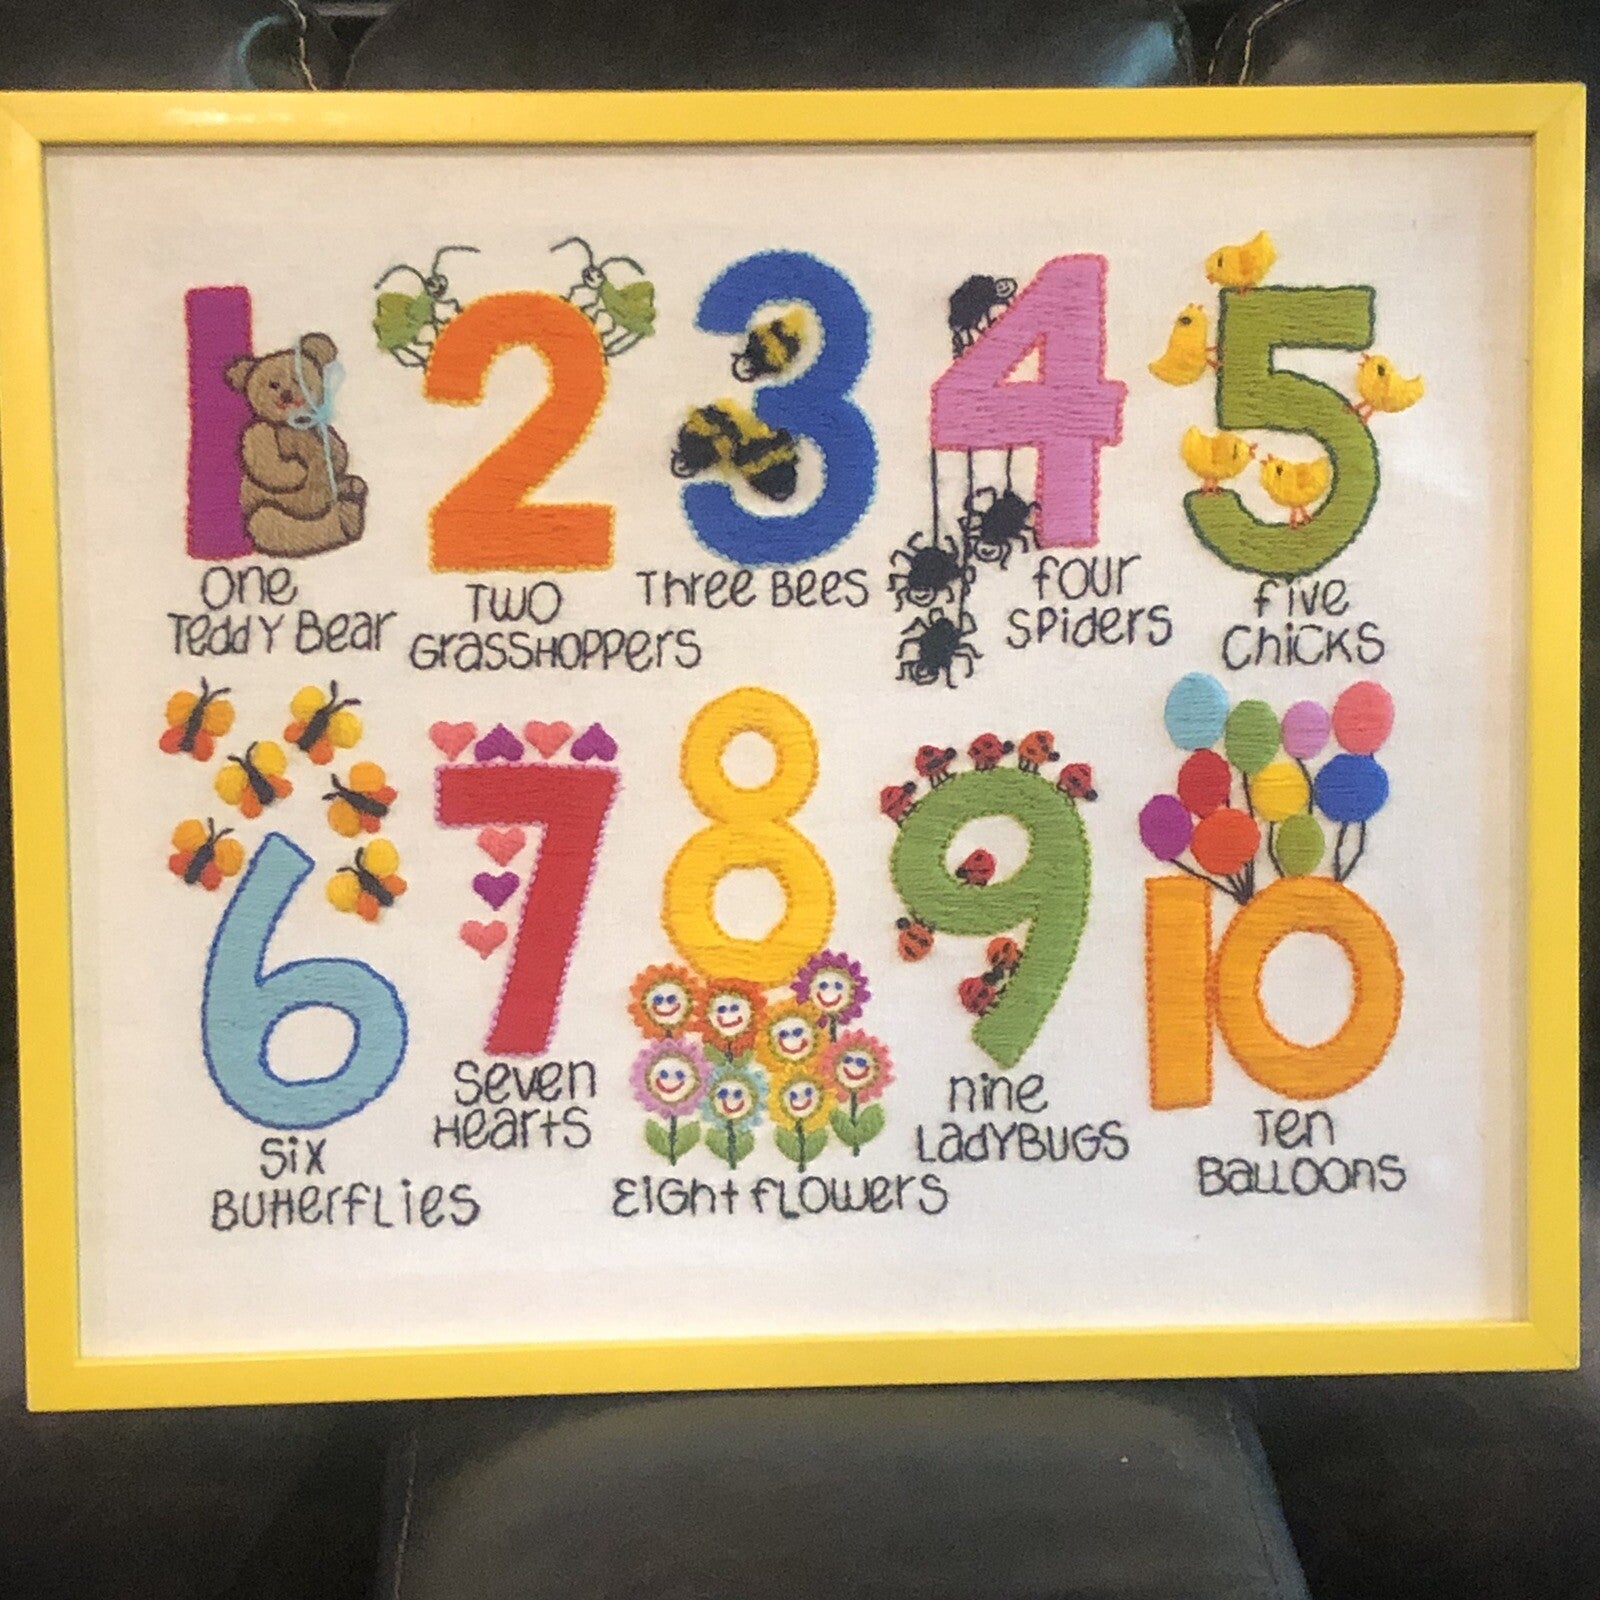 1 2 3 4 5
one
TeddY Bear
TWO
GrassHoppers
Three Bees
four
spiders
five
chicks
6 7 8 9 10
six
Butterflies
seven
Hearts
EIGht fLowers
nine
LadYBUGS
Ten
BaLLoons